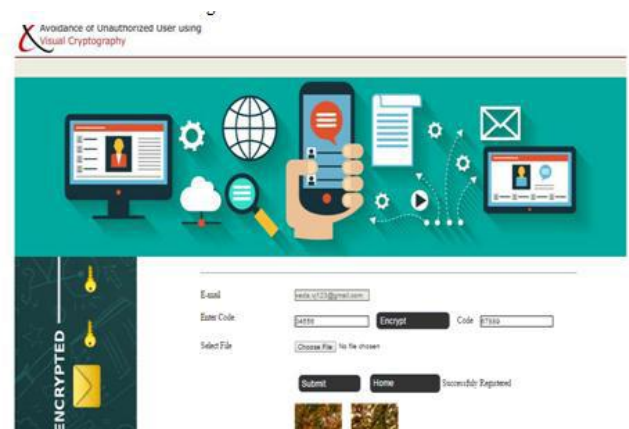 Avoidance of Unauthorized User using
Visual Cryptography
ENCRYPTED
E-mail
Enter Code Encrypt Code 67889
Select File Choose File No file chosen
Submit Home Successfully Registered